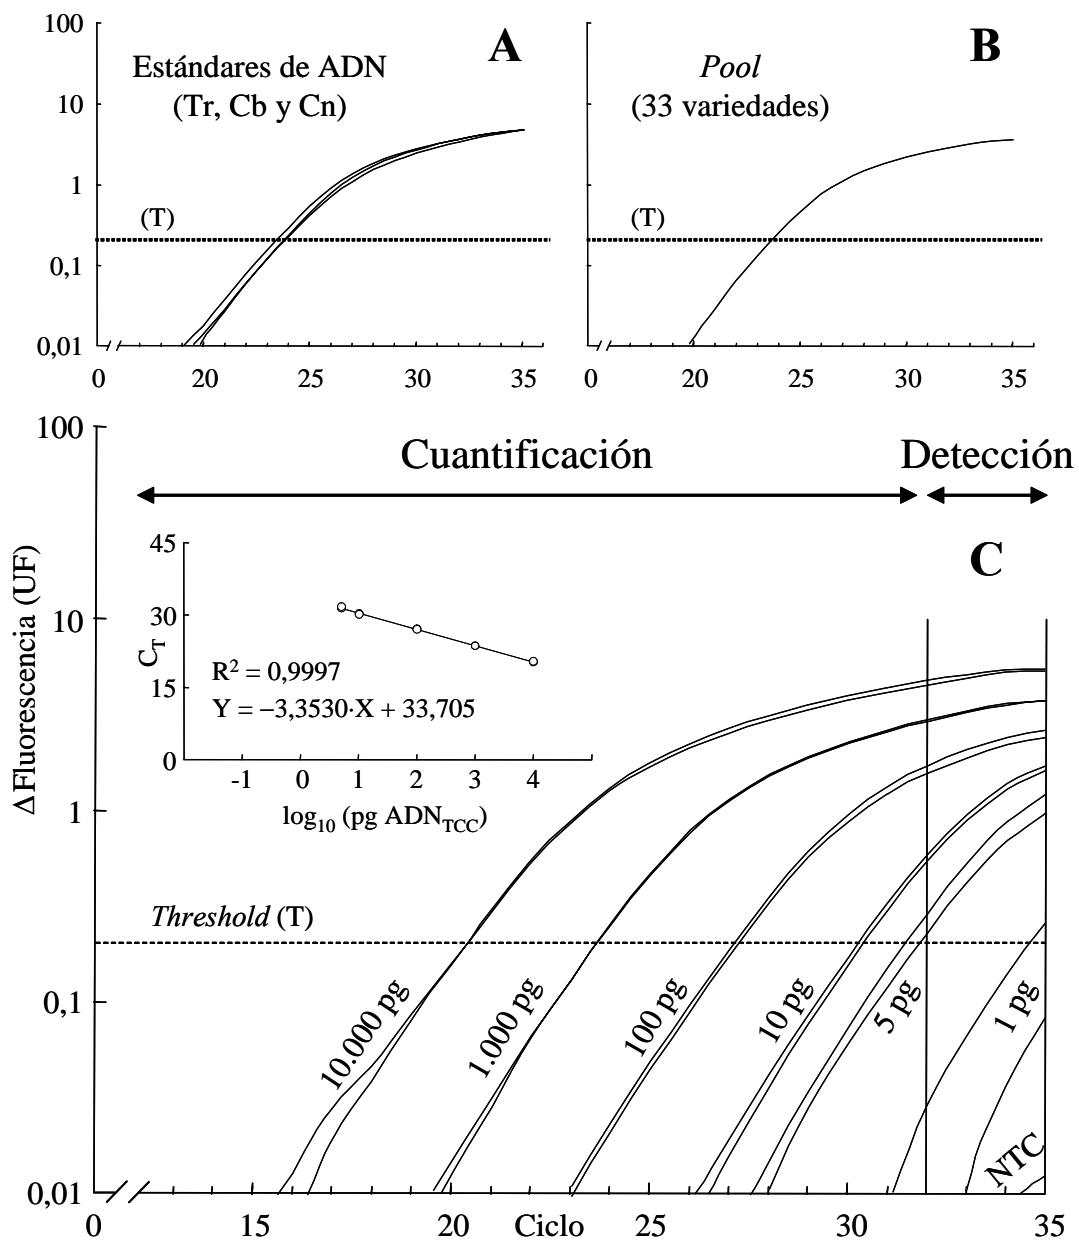 100
10
1
0,1
0,01
A
Estándares de ADN
(Tr, Cb y Cn)
(T)
0
20
25
30
35
B
Pool
(33 variedades)
(T)
0
20
25
30
35
100
10
1
0,1
0,01
ΔFluorescencia (UF)
Cuantificación
Detección
C
45
30
15
0
C_T
R² = 0,9997
Y = −3,3530·X + 33,705
-1
0
1
2
3
4
log₁₀ (pg ADN_TCC)
Threshold (T)
10.000 pg
1.000 pg
100 pg
10 pg
5 pg
1 pg
NTC
0
15
20
Ciclo
25
30
35